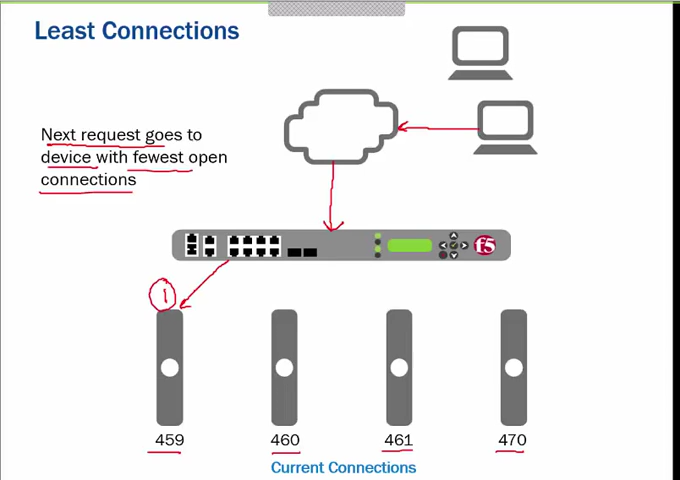 Least Connections
Next request goes to
device with fewest open
connections
f5
1
459 460 461 470
Current Connections